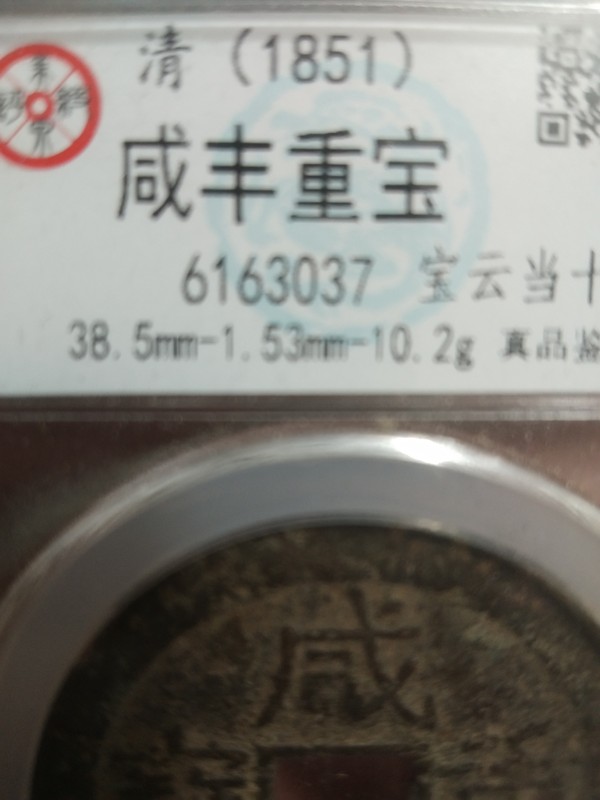 清（1851）
咸丰重宝
6163037 宝云当十
38.5mm-1.53mm-10.2g 真品鉴
咸